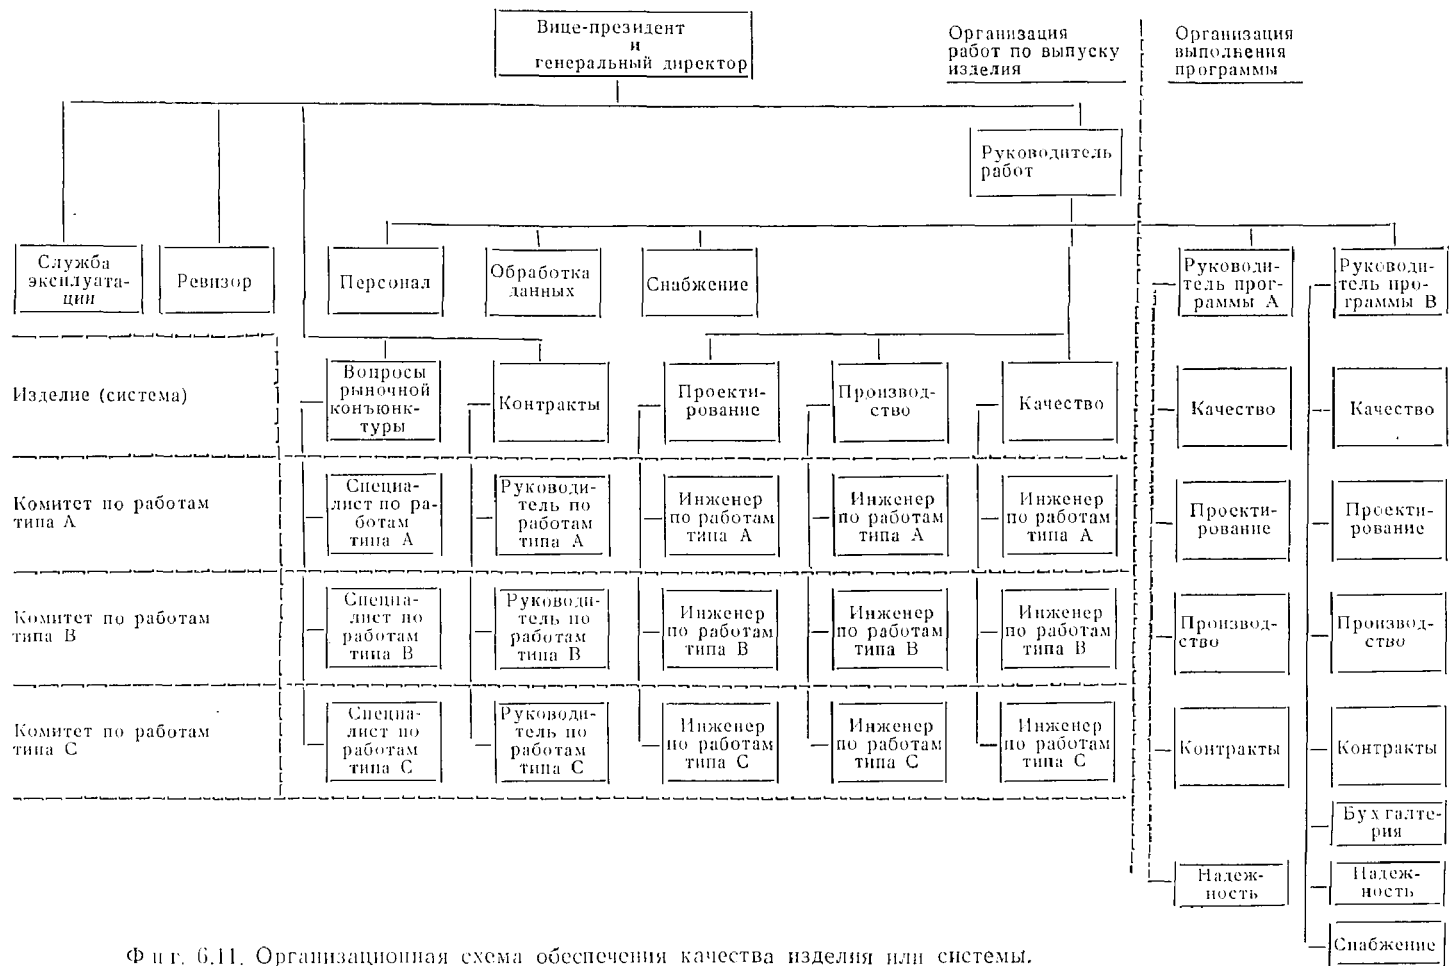 Вице-президент
и
генеральный директор
Организация
работ по выпуску
изделия
Организация
выполнения
программы
Руководитель
работ
Служба
эксплуата-
ции
Ревизор
Персонал
Обработка
данных
Снабжение
Руководи-
тель прог-
раммы А
Руководи-
тель про-
граммы В
Изделие (система)
Вопросы
рыночной
конъюнк-
туры
Контракты
Проекти-
рование
Производ-
ство
Качество
Качество
Качество
Комитет по работам
типа А
Специа-
лист по ра-
ботам
типа А
Руководи-
тель по
работам
типа А
Инженер
по работам
типа А
Инженер
по работам
типа А
Инженер
по работам
типа А
Проекти-
рование
Проекти-
рование
Комитет по работам
типа В
Специа-
лист по
работам
типа В
Руководи-
тель по
работам
типа В
Инженер
по работам
типа В
Инженер
по работам
типа В
Инженер
по работам
типа В
Производ-
ство
Производ-
ство
Комитет по работам
типа С
Специа-
лист по
работам
типа С
Руководи-
тель по
работам
типа С
Инженер
по работам
типа С
Инженер
по работам
типа С
Инженер
по работам
типа С
Контракты
Контракты
Бухгалте-
рия
Надеж-
ность
Надеж-
ность
Снабжение
Фиг. 6.11. Организационная схема обеспечения качества изделия или системы.